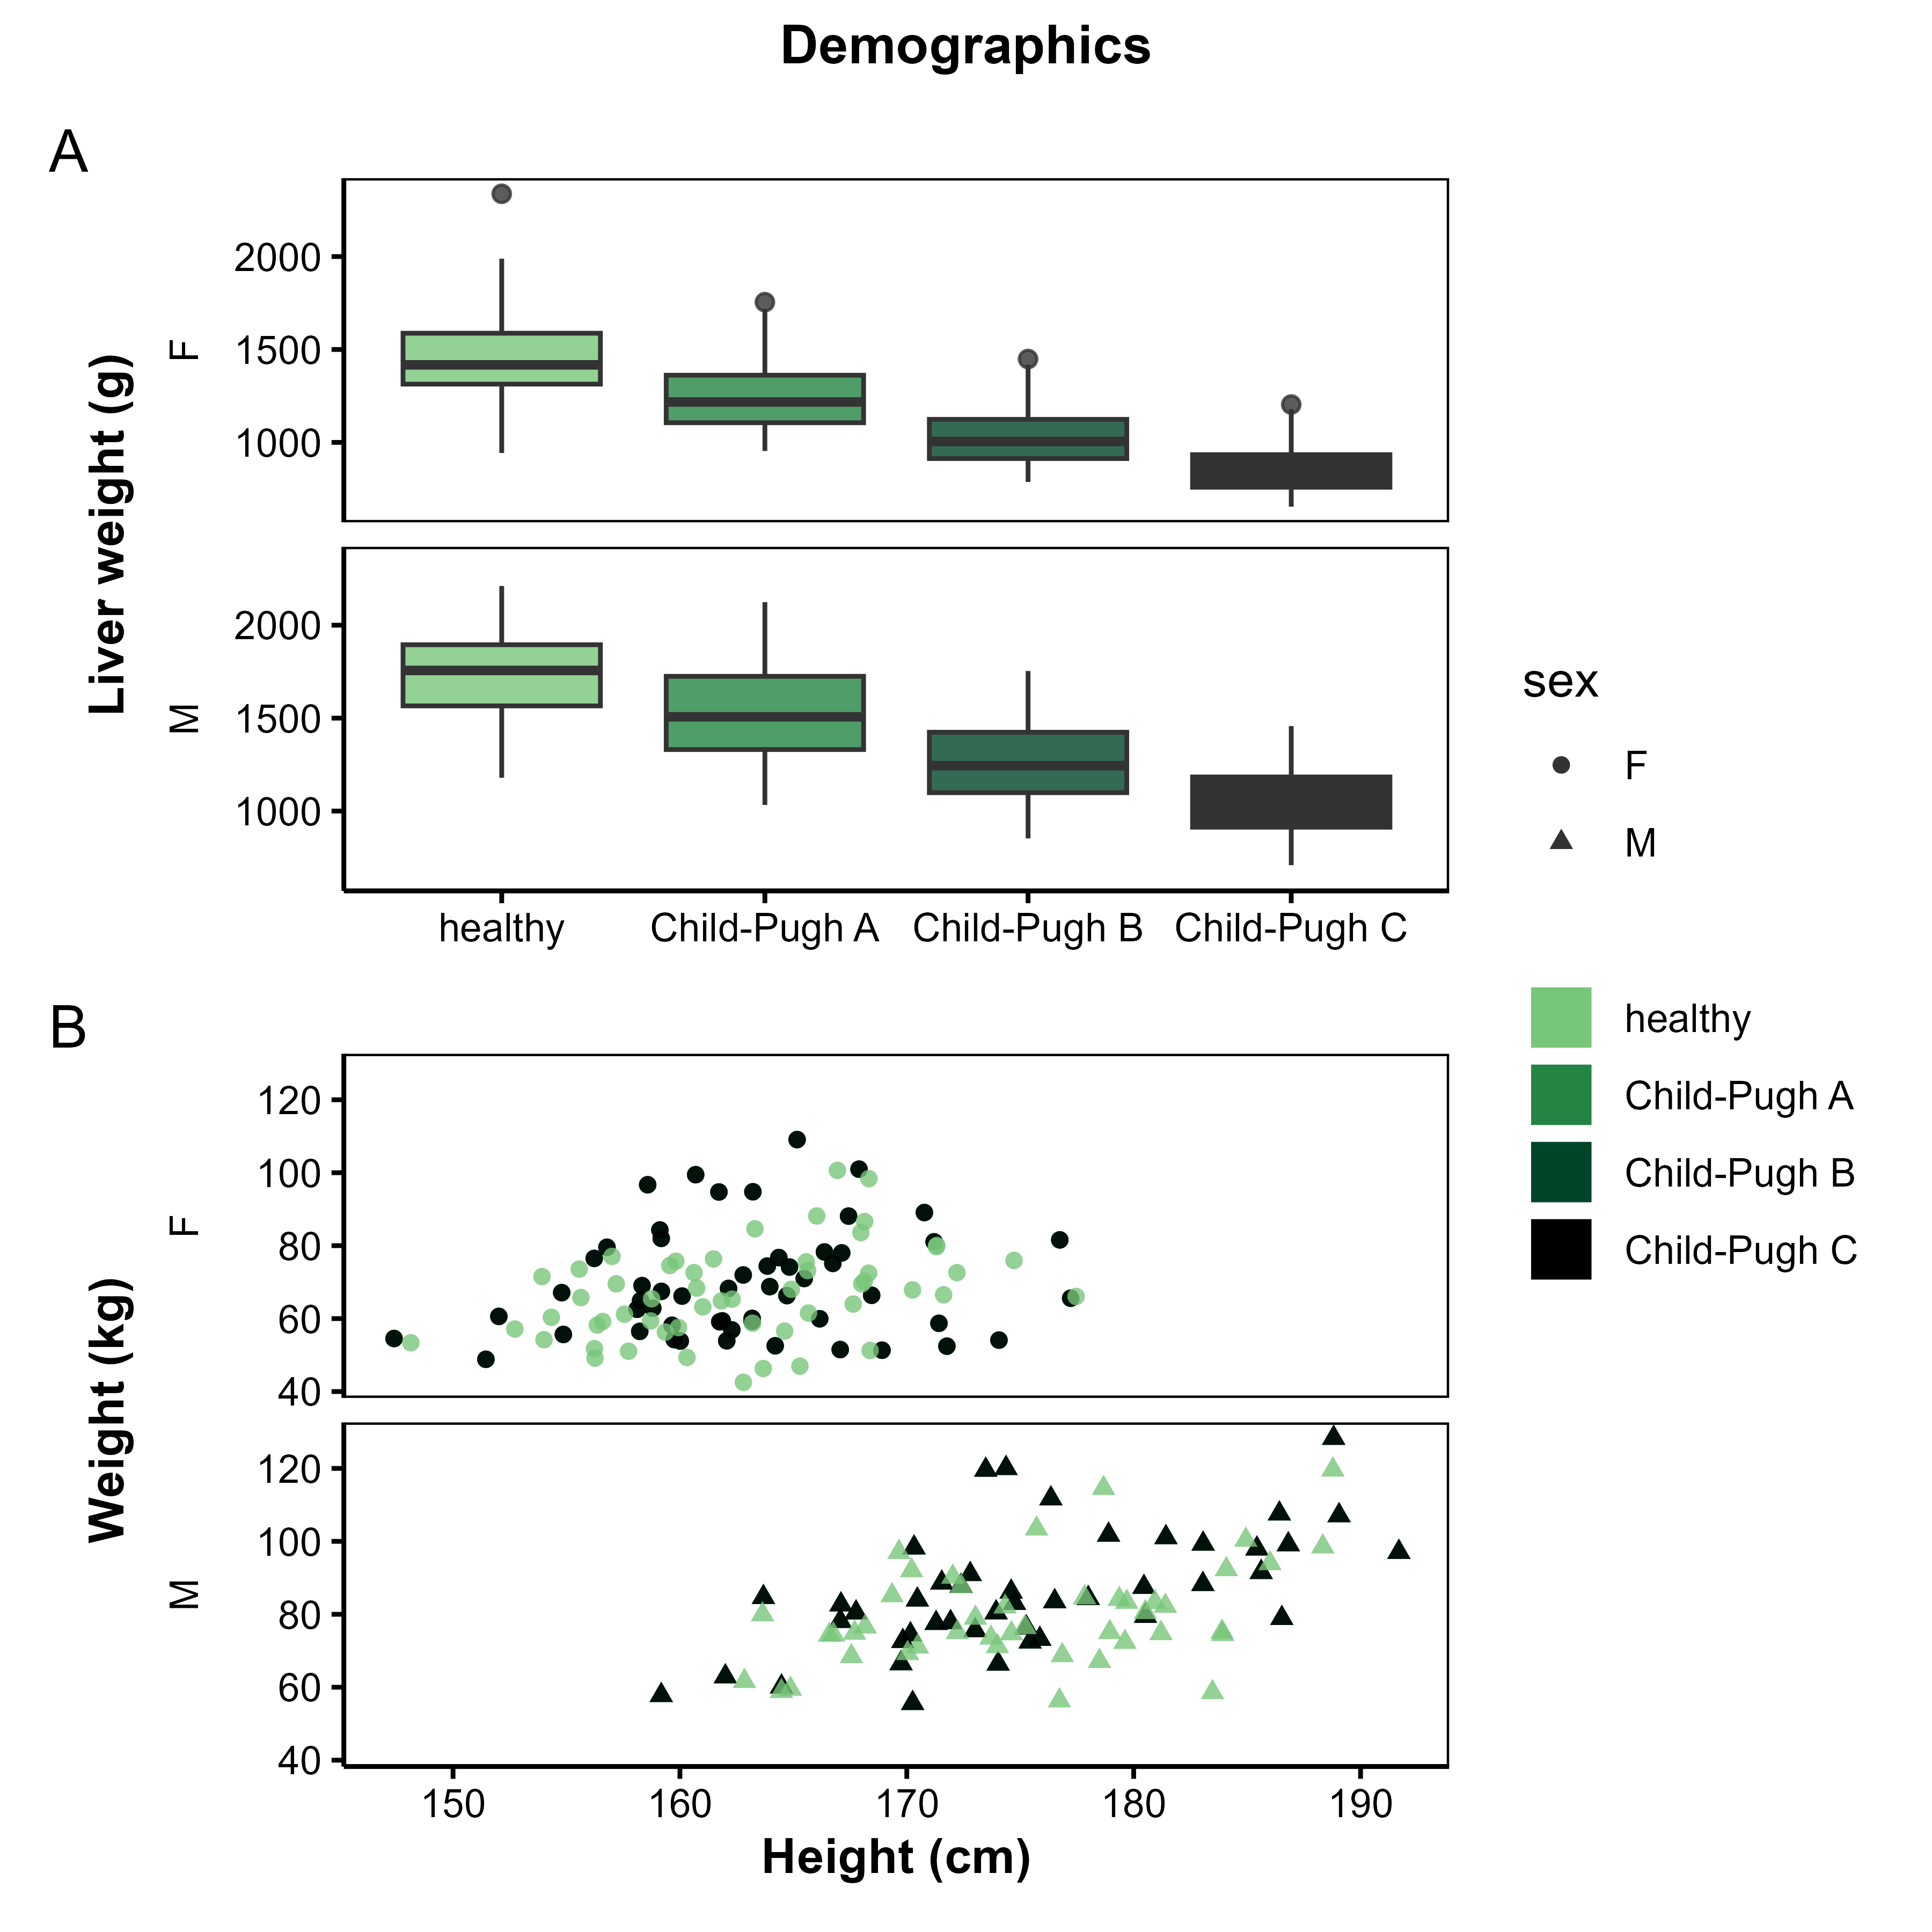 Demographics
A
Liver weight (g)
F
2000
1500
1000
M
2000
1500
1000
healthy
Child-Pugh A
Child-Pugh B
Child-Pugh C
sex
F
M
healthy
Child-Pugh A
Child-Pugh B
Child-Pugh C
B
Weight (kg)
F
120
100
80
60
40
M
120
100
80
60
40
150
160
170
180
190
Height (cm)